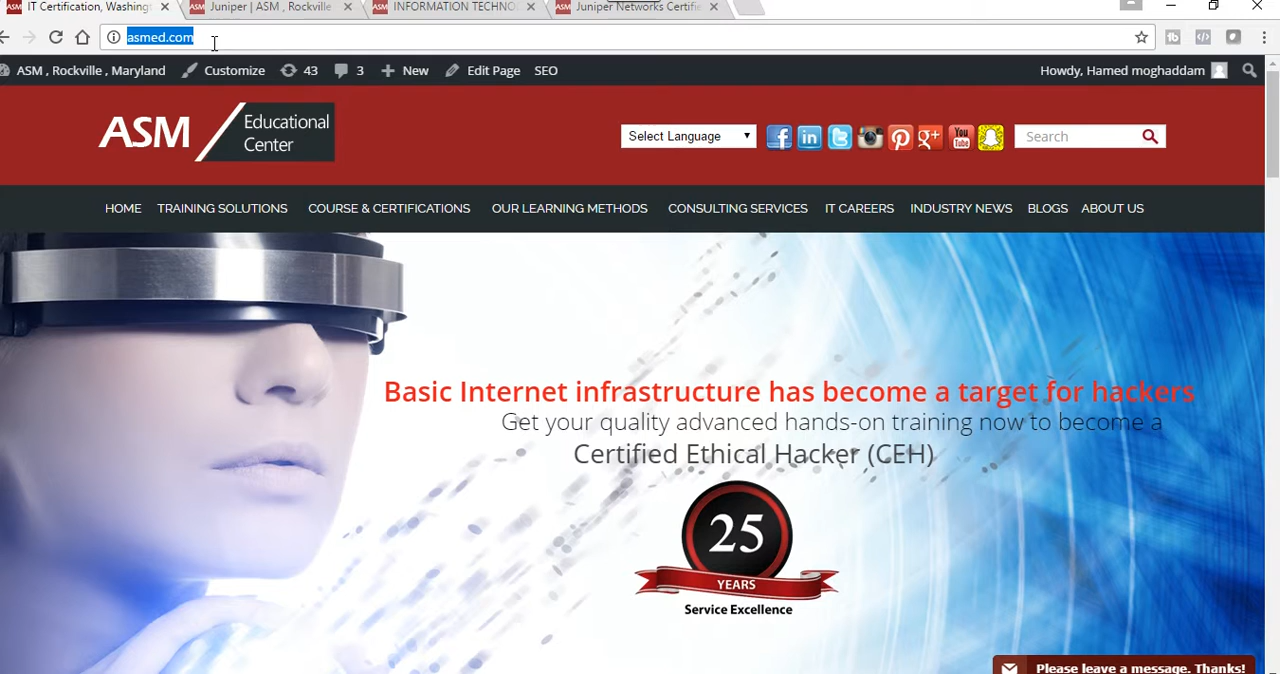 IT Certification, Washingt
Juniper | ASM , Rockville
INFORMATION TECHNO
Juniper Networks Certifie
asmed.com
ASM , Rockville , Maryland Customize 43 3 New Edit Page SEO Howdy, Hamed moghaddam
ASM Educational Center
Select Language Search
HOME TRAINING SOLUTIONS COURSE & CERTIFICATIONS OUR LEARNING METHODS CONSULTING SERVICES IT CAREERS INDUSTRY NEWS BLOGS ABOUT US
Basic Internet infrastructure has become a target for hackers
Get your quality advanced hands-on training now to become a
Certified Ethical Hacker (CEH)
25
YEARS
Service Excellence
Please leave a message. Thanks!